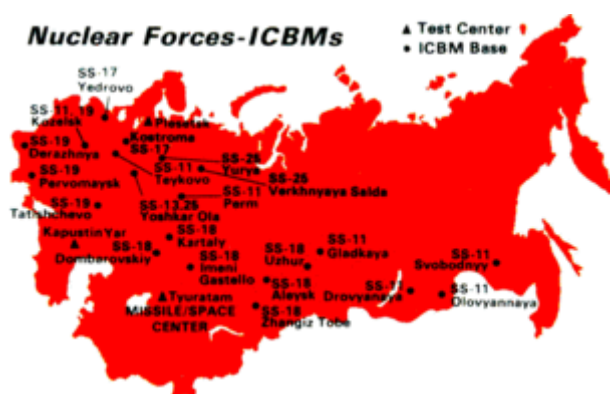 Nuclear Forces-ICBMs
Test Center
ICBM Base
SS-17
Yedrovo
SS-11, 19
Kozelsk
Plesetsk
Kostroma
SS-17
SS-19
Derazhnya
SS-25
Yurya
SS-11
Teykovo
SS-25
Verkhnyaya Salda
SS-19
Pervomaysk
SS-11
Perm
SS-13,25
Yoshkar Ola
SS-19
Tatishchevo
SS-18
Kartaly
Kapustin Yar
SS-18
Dombarovskiy
SS-18
Imeni
Gastello
SS-18
Uzhur
SS-11
Gladkaya
SS-11
Svobodnyy
SS-18
Aleysk
SS-11
Drovyanaya
SS-11
Olovyannaya
Tyuratam
MISSILE/SPACE
CENTER
SS-18
Zhangiz Tobe